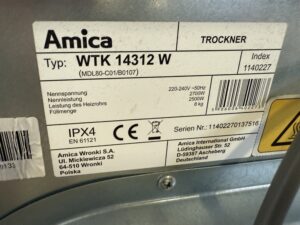 Amica
TROCKNER
Typ: WTK 14312 W
(MDL80-C01/B0107)
Index
1140227
Nennspannung 220-240V ~50Hz
Nennleistung 2700W
Leistung des Heizrohrs 2500W
Füllmenge 8 kg
IPX4
EN 61121
CE
Serien Nr.: 11402270137516
Amica Wronki S.A.
Ul. Mickiewicza 52
64-510 Wronki
Polska
Amica International GmbH
Lüdinghauser Str. 52
D-59387 Ascheberg
Deutschland